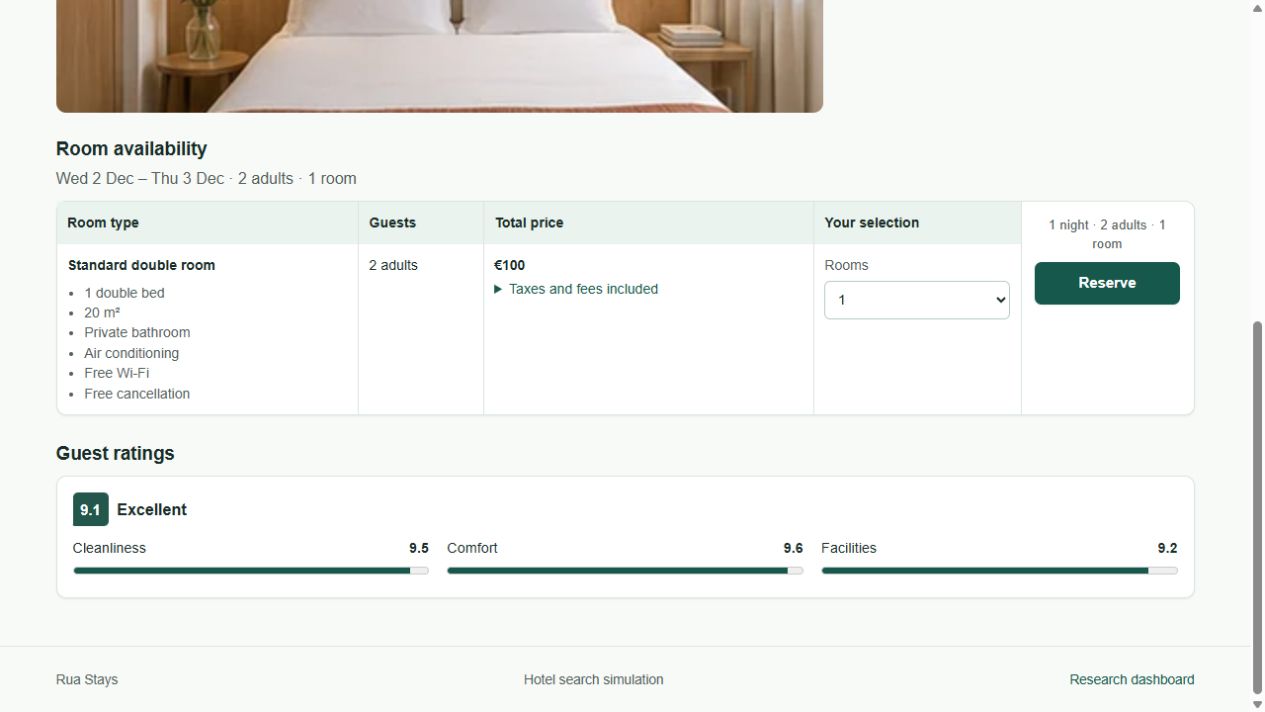 Room availability
Wed 2 Dec – Thu 3 Dec · 2 adults · 1 room
Room type
Guests
Total price
Your selection
1 night · 2 adults · 1
room
Reserve
Standard double room
1 double bed
20 m²
Private bathroom
Air conditioning
Free Wi-Fi
Free cancellation
2 adults
€100
Taxes and fees included
Rooms
1
Guest ratings
9.1 Excellent
Cleanliness 9.5
Comfort 9.6
Facilities 9.2
Rua Stays
Hotel search simulation
Research dashboard